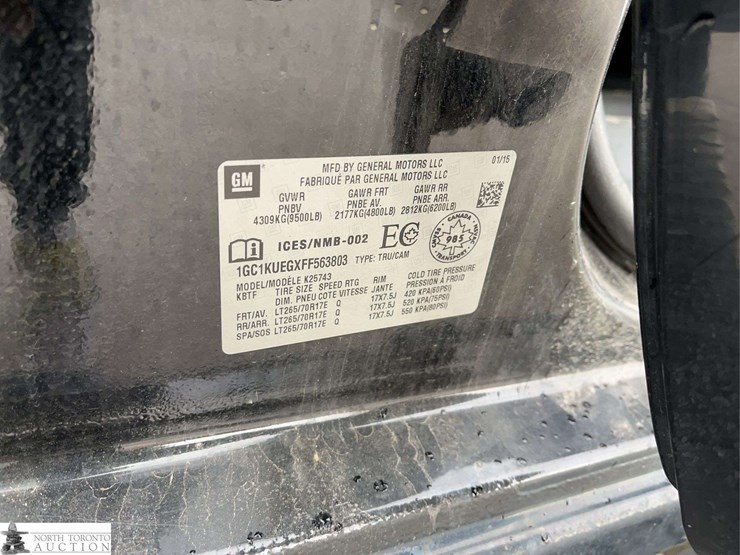 GM
MFD BY GENERAL MOTORS LLC 01/15
FABRIQUÉ PAR GENERAL MOTORS LLC
GVWR GAWR FRT GAWR RR
PNBV PNBE AV. PNBE ARR.
4309KG(9500LB) 2177KG(4800LB) 2812KG(6200LB)
ICES/NMB-002 EC CANADA 985 TRANSPORT
1GC1KUEGXFF563803 TYPE: TRU/CAM
MODEL/MODÈLE K25743
KBTF TIRE SIZE SPEED RTG RIM COLD TIRE PRESSURE
DIM. PNEU COTE VITESSE JANTE PRESSION À FROID
FRT/AV. LT265/70R17E Q 17X7.5J 420 KPA(60PSI)
RR/ARR. LT265/70R17E Q 17X7.5J 520 KPA(75PSI)
SPA/SOS LT265/70R17E Q 17X7.5J 550 KPA(80PSI)
NORTH TORONTO
AUCTION